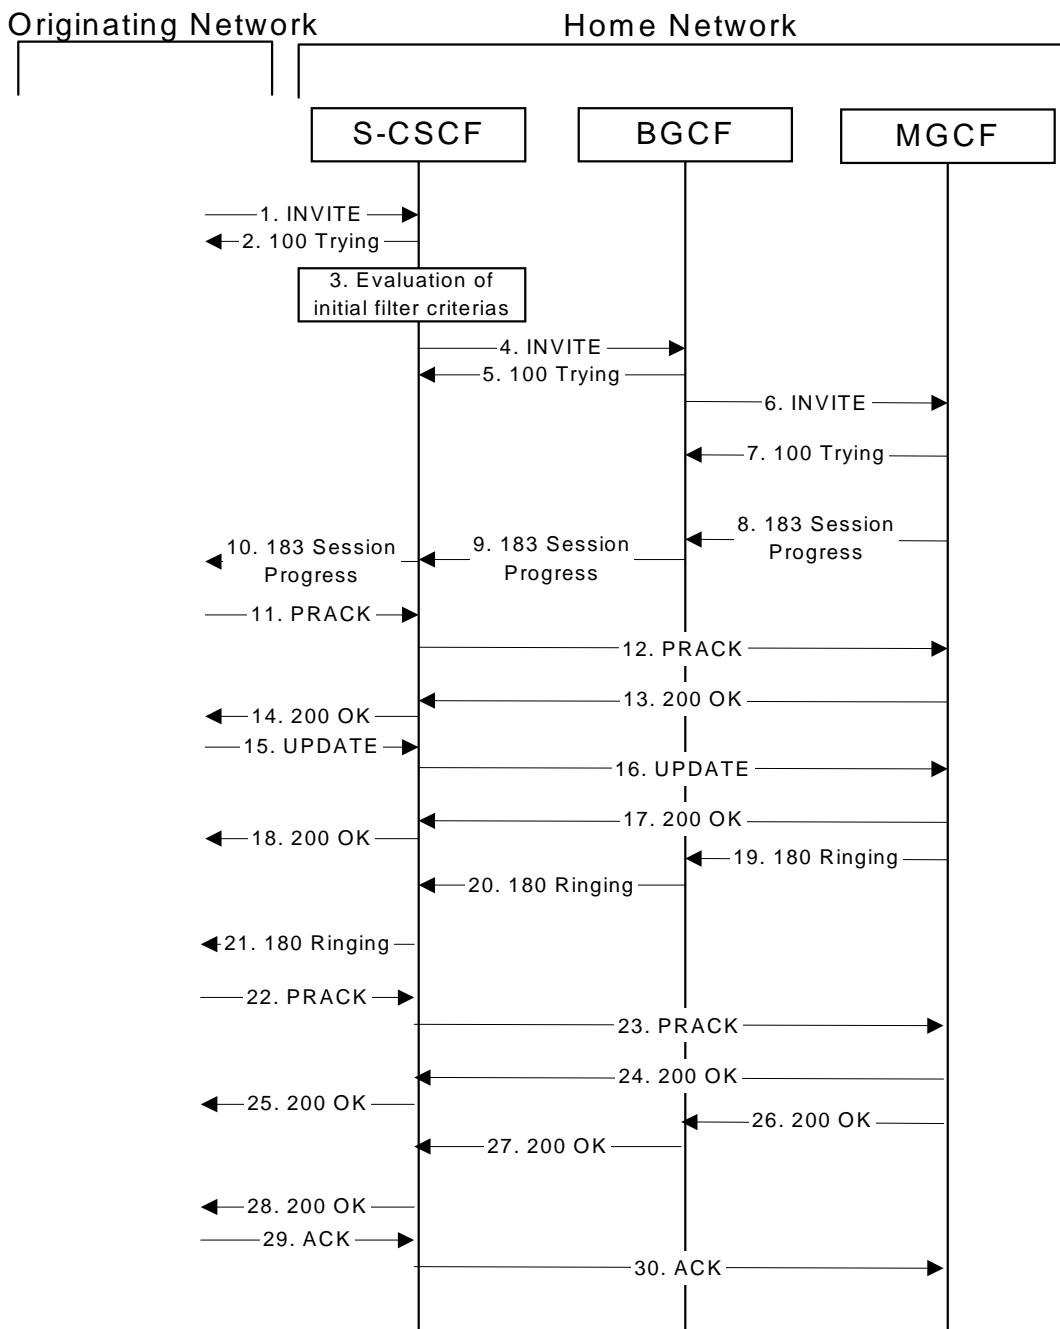 Originating Network
Home Network
S-CSCF
BGCF
MGCF
1. INVITE
2. 100 Trying
3. Evaluation of
initial filter criterias
4. INVITE
5. 100 Trying
6. INVITE
7. 100 Trying
8. 183 Session
Progress
9. 183 Session
Progress
10. 183 Session
Progress
11. PRACK
12. PRACK
13. 200 OK
14. 200 OK
15. UPDATE
16. UPDATE
17. 200 OK
18. 200 OK
19. 180 Ringing
20. 180 Ringing
21. 180 Ringing
22. PRACK
23. PRACK
24. 200 OK
25. 200 OK
26. 200 OK
27. 200 OK
28. 200 OK
29. ACK
30. ACK